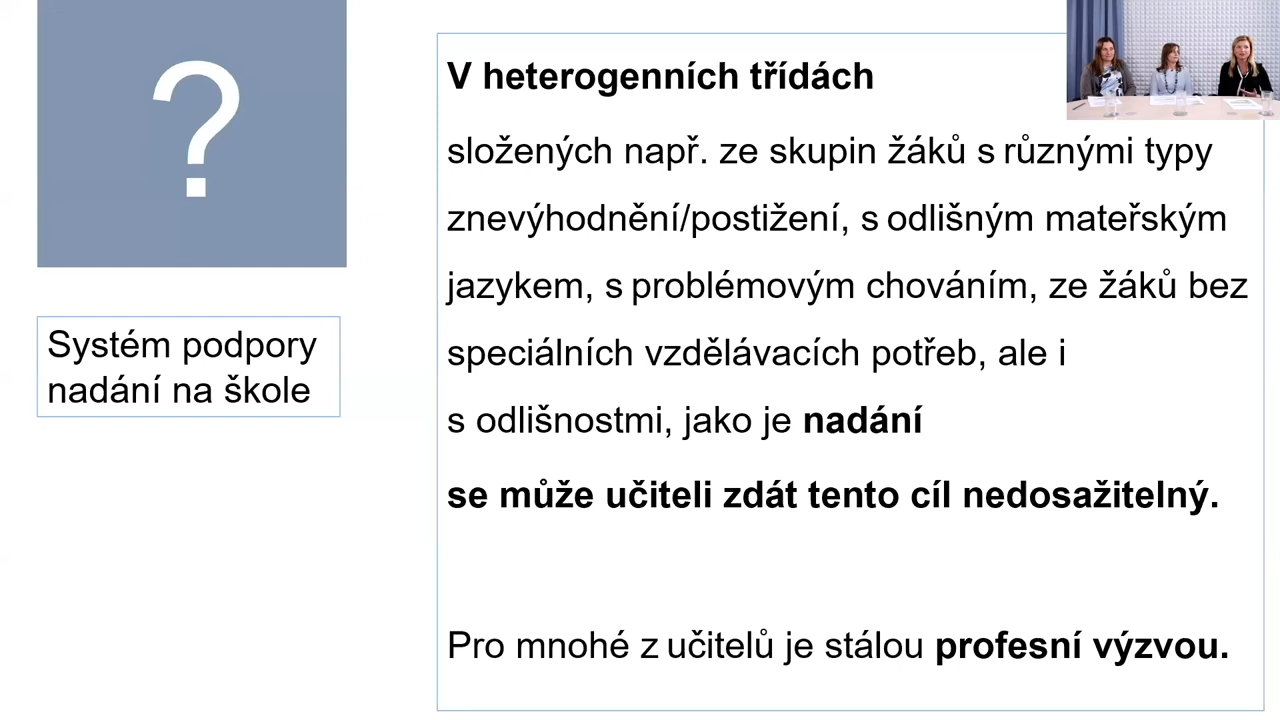 ?
Systém podpory
nadání na škole
V heterogenních třídách
složených např. ze skupin žáků s různými typy
znevýhodnění/postižení, s odlišným mateřským
jazykem, s problémovým chováním, ze žáků bez
speciálních vzdělávacích potřeb, ale i
s odlišnostmi, jako je nadání
se může učiteli zdát tento cíl nedosažitelný.
Pro mnohé z učitelů je stálou profesní výzvou.